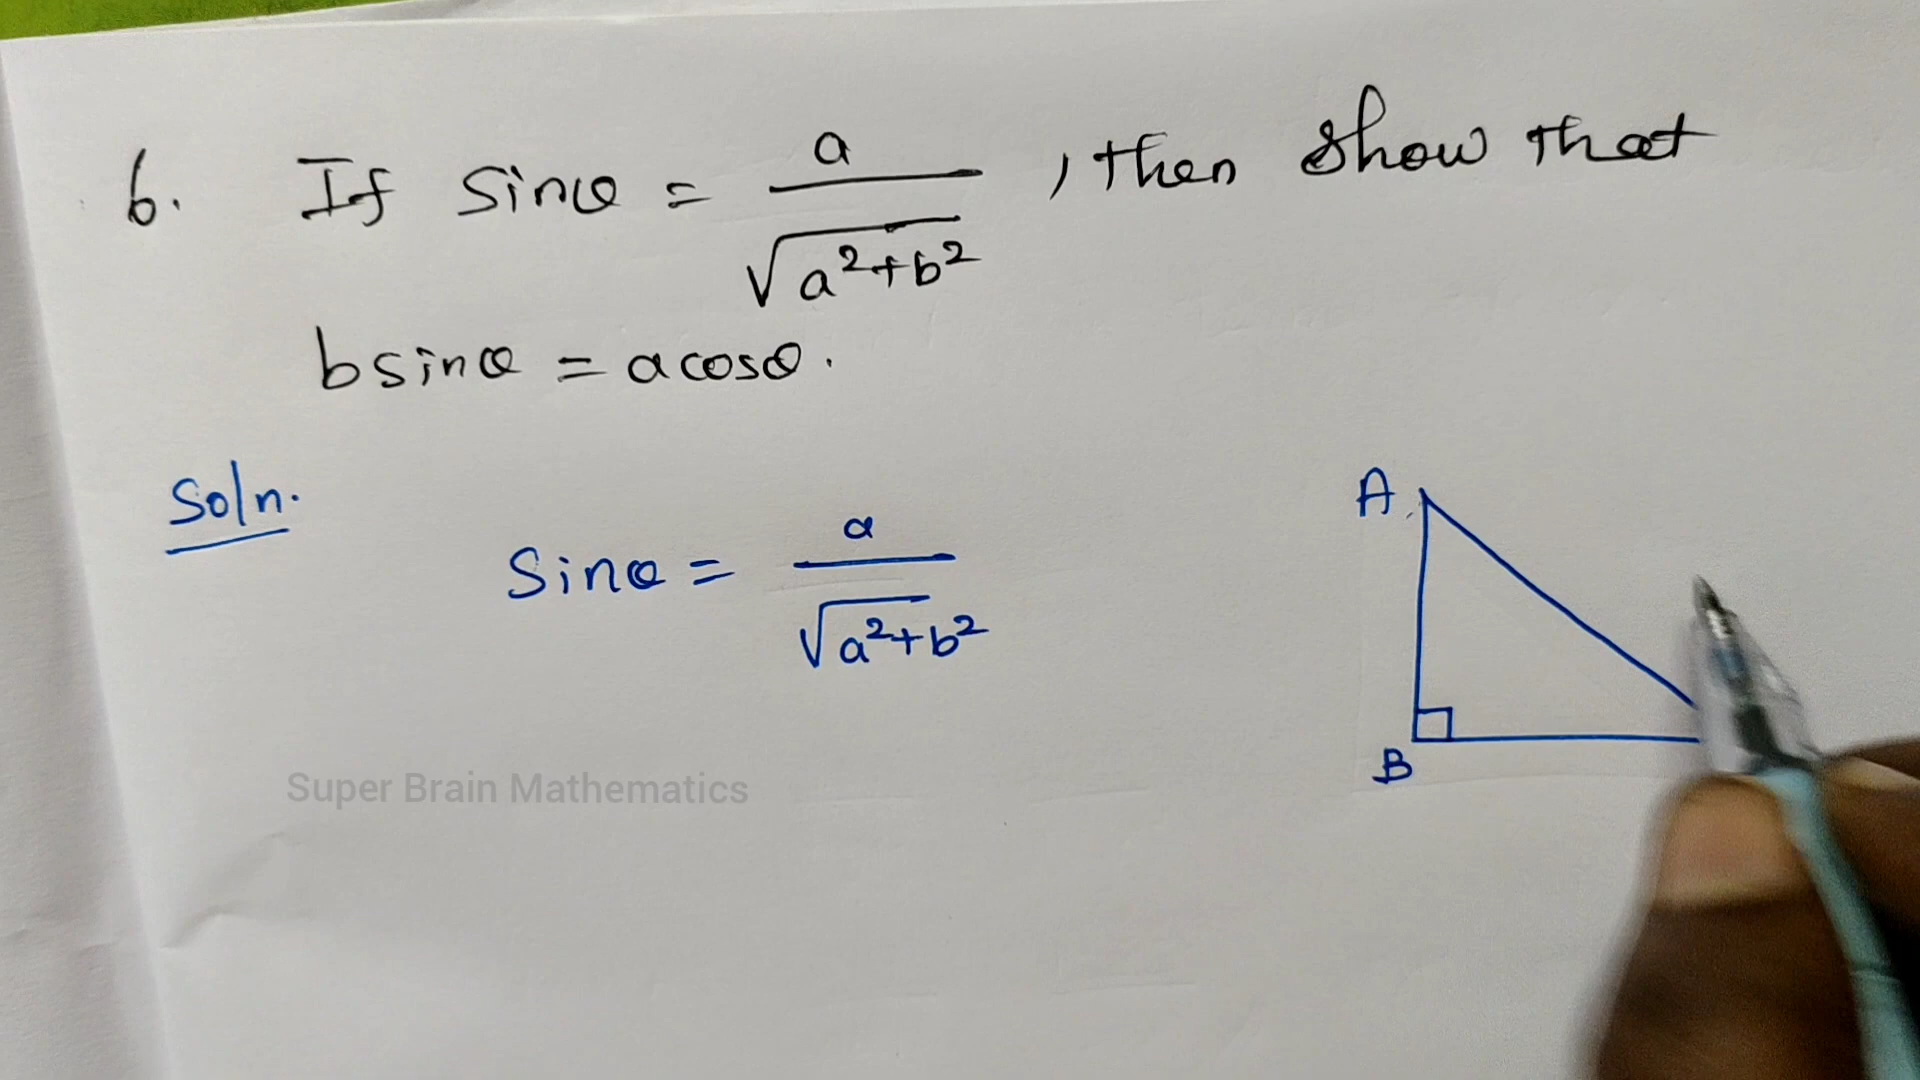 6. If sinθ = a/√a²+b², then show that
bsinθ = acosθ.
Soln.
Sinθ = a/√a²+b²
A
B
Super Brain Mathematics